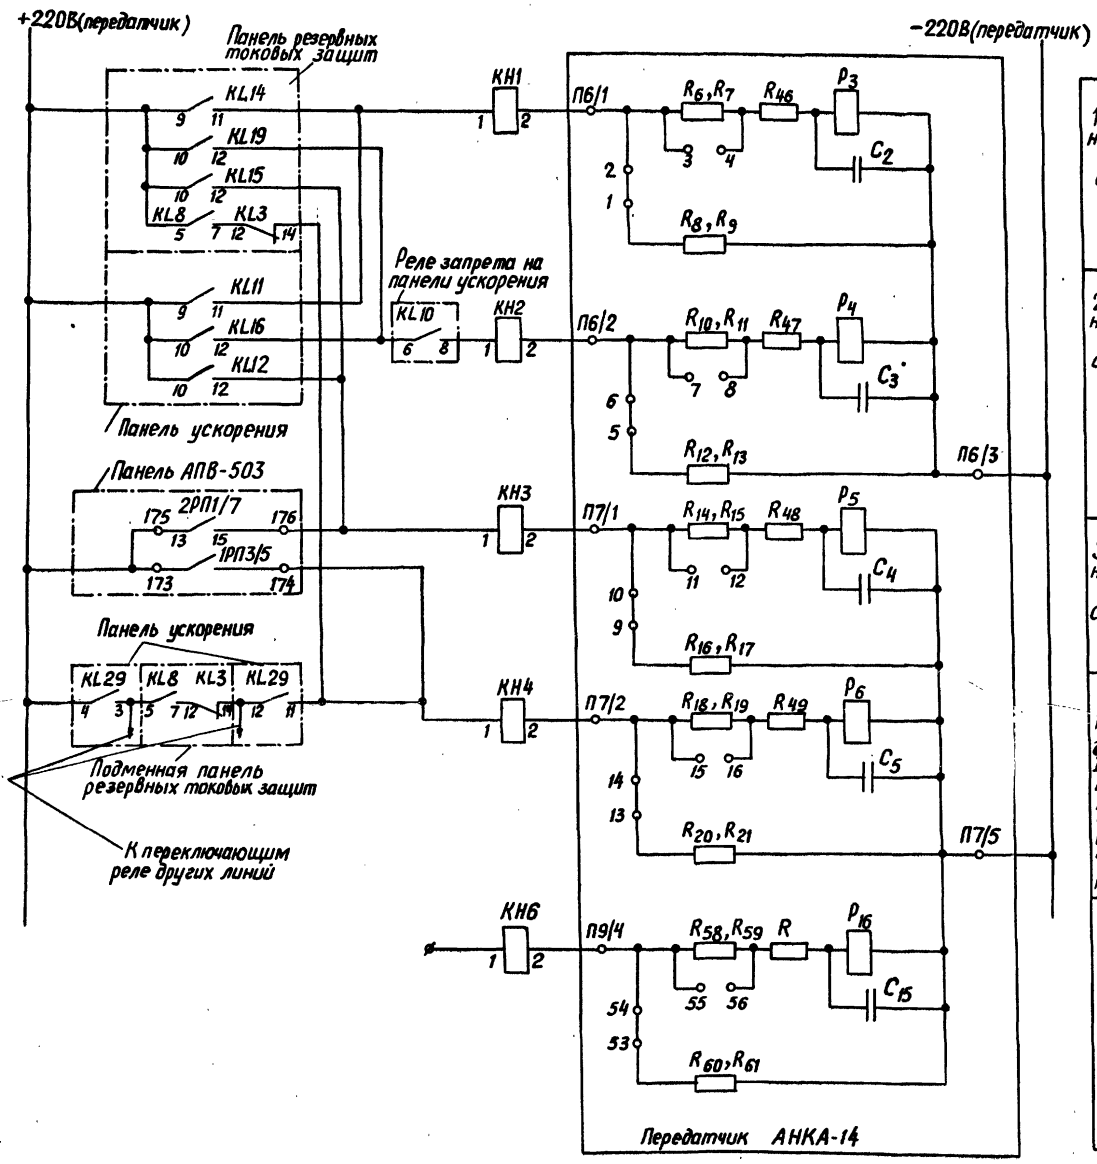 +220В(передатчик)
-220В(передатчик)
Панель резервных
токовых защит
KL14
9 11
KL19
10 12
KL15
10 12
KL8 KL3
5 7 12 14
KL11
9 11
KL16
10 12
KL12
10 12
Панель ускорения
Реле запрета на
панели ускорения
KL10
6 8
Панель АПВ-503
2РП1/7
175 176
13 15
1РП3/5
173 174
Панель ускорения
KL29 KL8 KL3 KL29
4 3 5 7 12 14 12 11
Подменная панель
резервных токовых защит
К переключающим
реле других линий
КН1
1 2
П6/1
R6, R7 R46 P3
3 4
C2
2
1
R8, R9
КН2
1 2
П6/2
R10, R11 R47 P4
7 8
C3
6
5
R12, R13
П6/3
КН3
1 2
П7/1
R14, R15 R48 P5
11 12
C4
10
9
R16, R17
КН4
1 2
П7/2
R18, R19 R49 P6
15 16
C5
14
13
R20, R21
П7/5
КН6
1 2
П9/4
R58, R59 R P16
55 56
C15
54
53
R60, R61
Передатчик АНКА-14